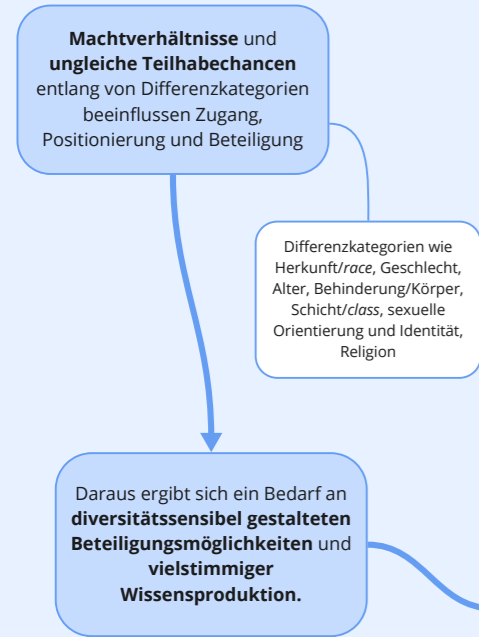 Machtverhältnisse und
ungleiche Teilhabechancen
entlang von Differenzkategorien
beeinflussen Zugang,
Positionierung und Beteiligung
Differenzkategorien wie
Herkunft/race, Geschlecht,
Alter, Behinderung/Körper,
Schicht/class, sexuelle
Orientierung und Identität,
Religion
Daraus ergibt sich ein Bedarf an
diversitätssensibel gestalteten
Beteiligungsmöglichkeiten und
vielstimmiger
Wissensproduktion.